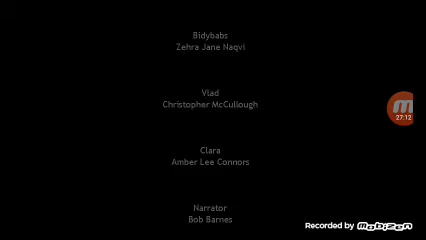 Bidybabs
Zehra Jane Naqvi
Vlad
Christopher McCullough
27:12
Clara
Amber Lee Connors
Narrator
Bob Barnes
Recorded by Mobizen